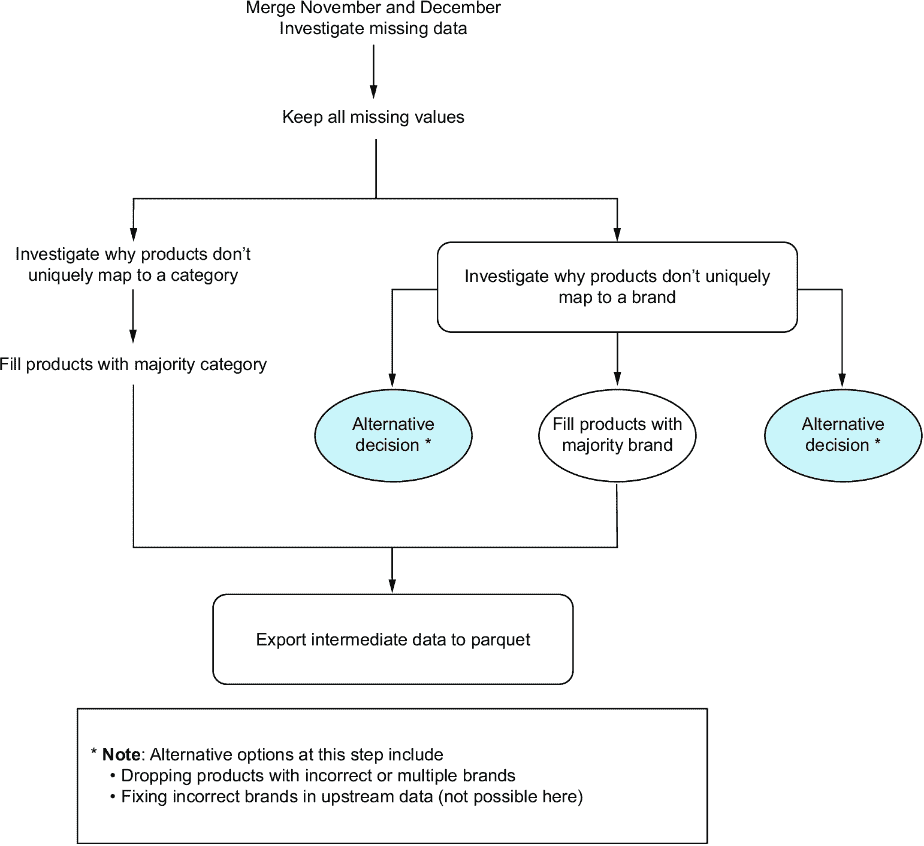 Merge November and December
Investigate missing data
Keep all missing values
Investigate why products don’t
uniquely map to a category
Investigate why products don’t uniquely
map to a brand
Fill products with majority category
Alternative
decision *
Fill products with
majority brand
Alternative
decision *
Export intermediate data to parquet
* Note: Alternative options at this step include
• Dropping products with incorrect or multiple brands
• Fixing incorrect brands in upstream data (not possible here)